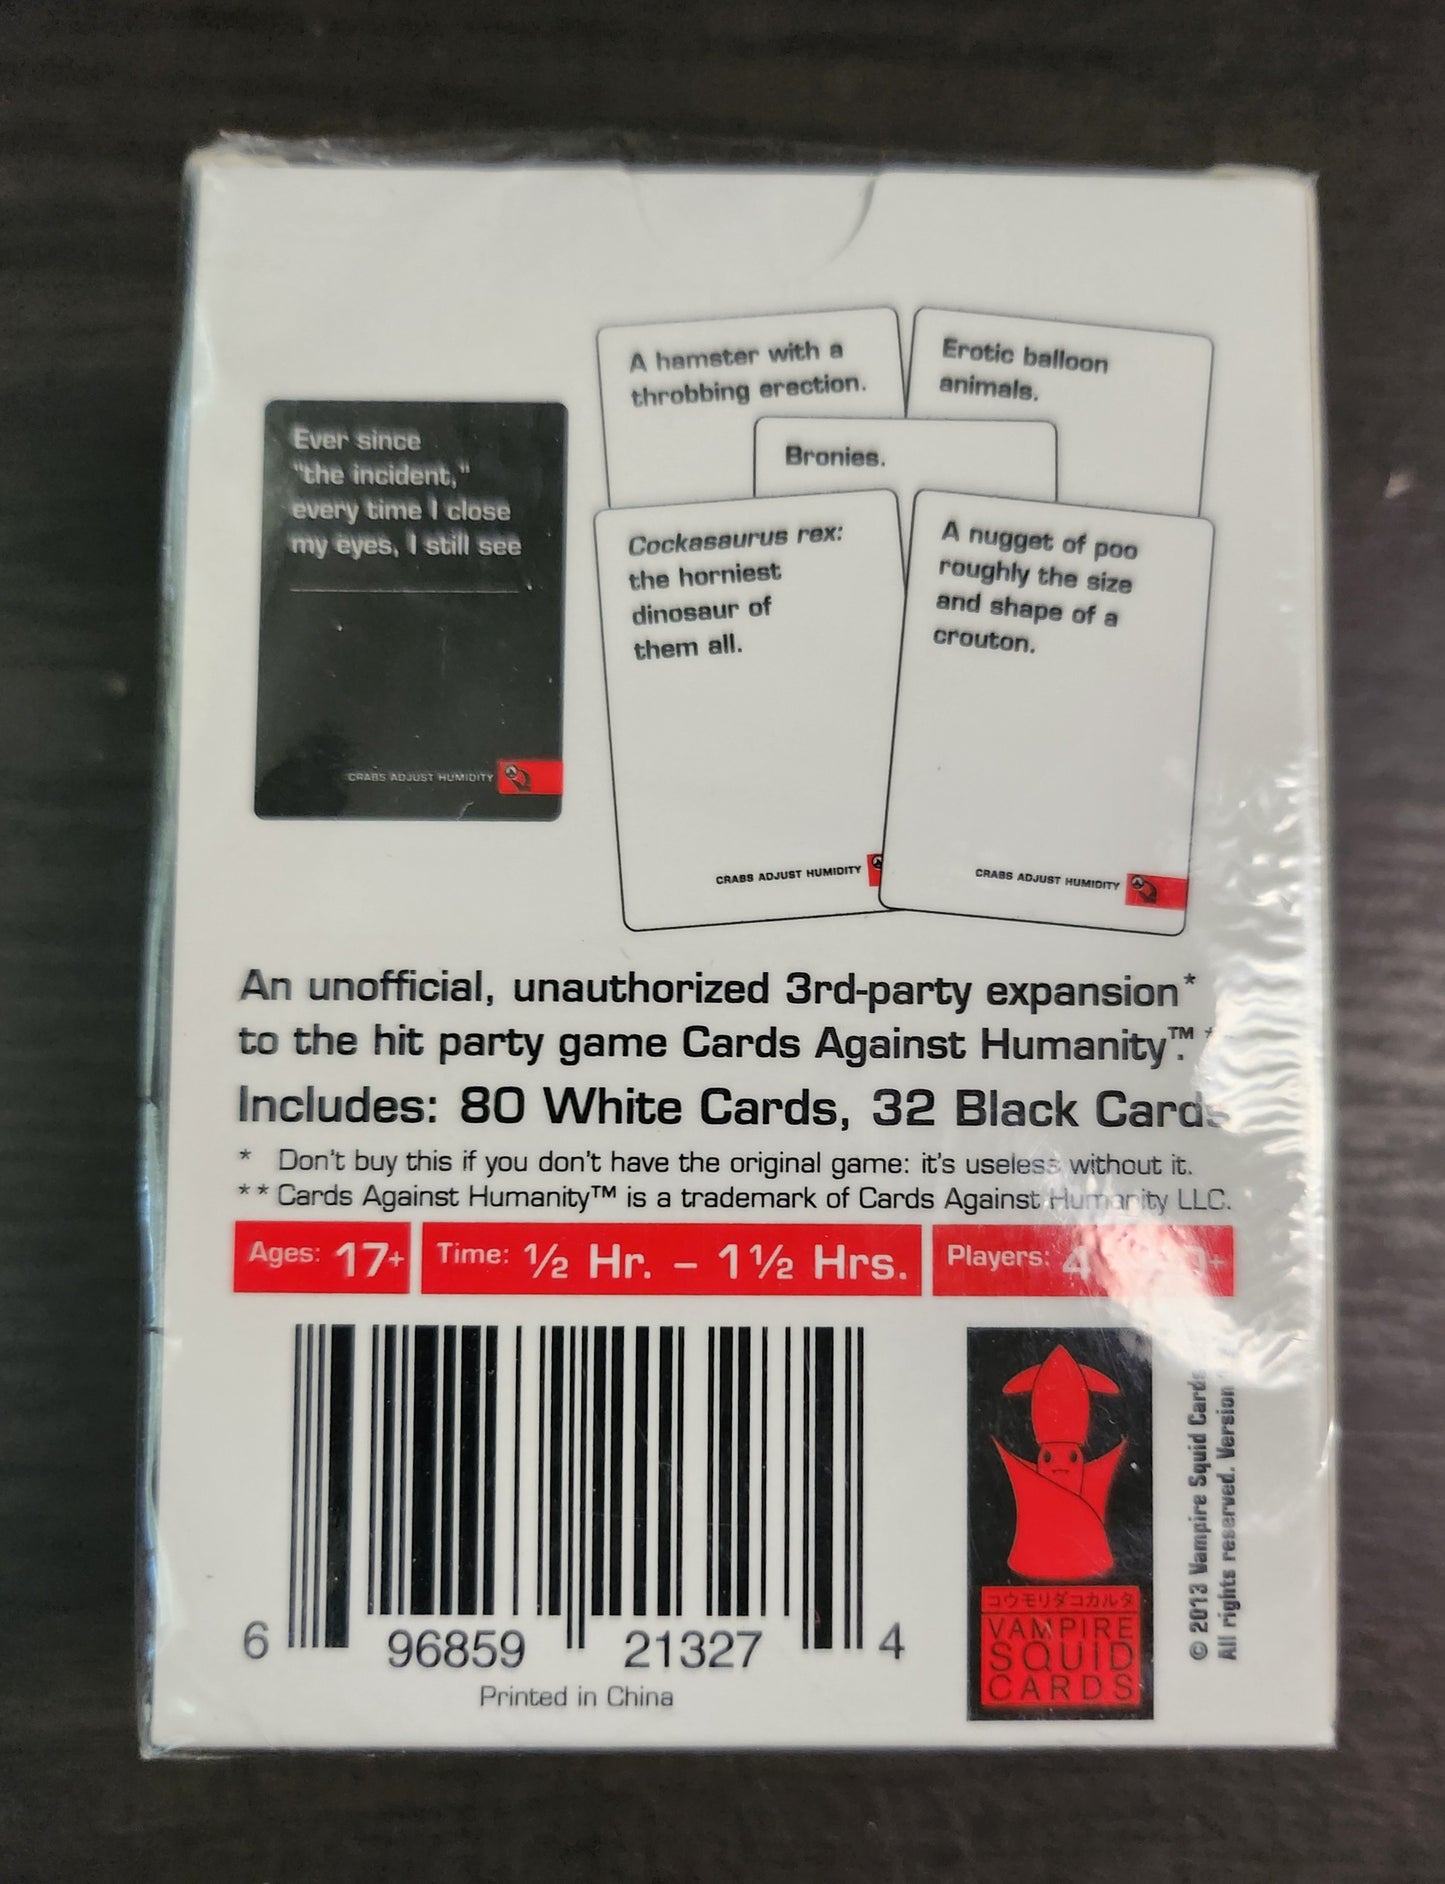 Ever since
"the incident,"
every time I close
my eyes, I still see
CRABS ADJUST HUMIDITY
A hamster with a
throbbing erection.
Erotic balloon
animals.
Bronies.
Cockasaurus rex:
the horniest
dinosaur of
them all.
CRABS ADJUST HUMIDITY
A nugget of poo
roughly the size
and shape of a
crouton.
CRABS ADJUST HUMIDITY
An unofficial, unauthorized 3rd-party expansion*
to the hit party game Cards Against Humanity™.*
Includes: 80 White Cards, 32 Black Cards
* Don't buy this if you don't have the original game: it's useless without it.
** Cards Against Humanity™ is a trademark of Cards Against Humanity LLC.
Ages: 17+
Time: ½ Hr. – 1½ Hrs.
Players: 4
6 96859 21327 4
Printed in China
コウモリダコカルタ
VAMPIRE
SQUID
CARDS
© 2013 Vampire Squid Cards
All rights reserved. Version